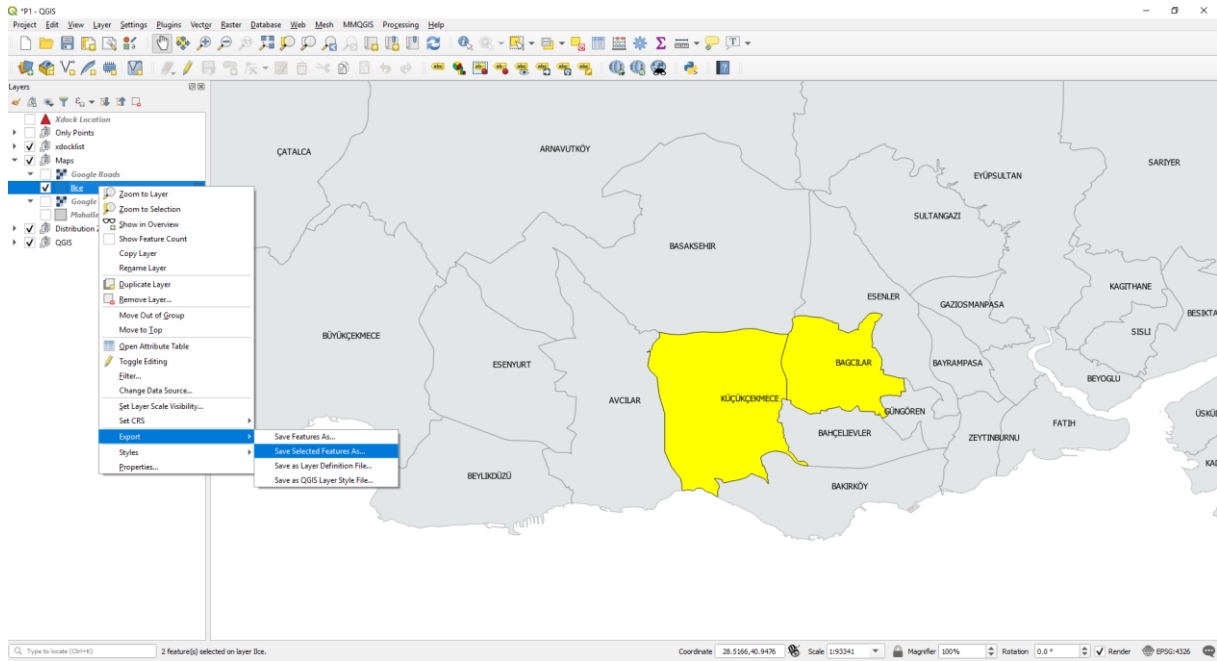 *P1 - QGIS
Project Edit View Layer Settings Plugins Vector Raster Database Web Mesh MMQGIS Processing Help
Layers
Xdock Location
Only Points
xdocklist
Maps
Google Roads
Ilce
Google
Mahalle
Distribution Z
QGIS
Zoom to Layer
Zoom to Selection
Show in Overview
Show Feature Count
Copy Layer
Rename Layer
Duplicate Layer
Remove Layer...
Move Out of Group
Move to Top
Open Attribute Table
Toggle Editing
Filter...
Change Data Source...
Set Layer Scale Visibility...
Set CRS
Export
Styles
Properties...
Save Features As...
Save Selected Features As...
Save as Layer Definition File...
Save as QGIS Layer Style File...
ÇATALCA
ARNAVUTKÖY
SARIYER
EYÜPSULTAN
SULTANGAZI
BASAKSEHIR
KAGITHANE
ESENLER
GAZIOSMANPASA
BESIKTA
SISLI
BÜYÜKÇEKMECE
ESENYURT
BAGCILAR
BAYRAMPASA
BEYOGLU
AVCILAR
KÜÇÜKÇEKMECE
GÜNGÖREN
ÜSKÜ
FATIH
BAHÇELIEVLER
ZEYTINBURNU
KAD
BEYLIKDÜZÜ
BAKIRKÖY
Type to locate (Ctrl+K) 2 feature(s) selected on layer Ilce. Coordinate 28.5166,40.9476 Scale 1:93341 Magnifier 100% Rotation 0.0 ° Render EPSG:4326